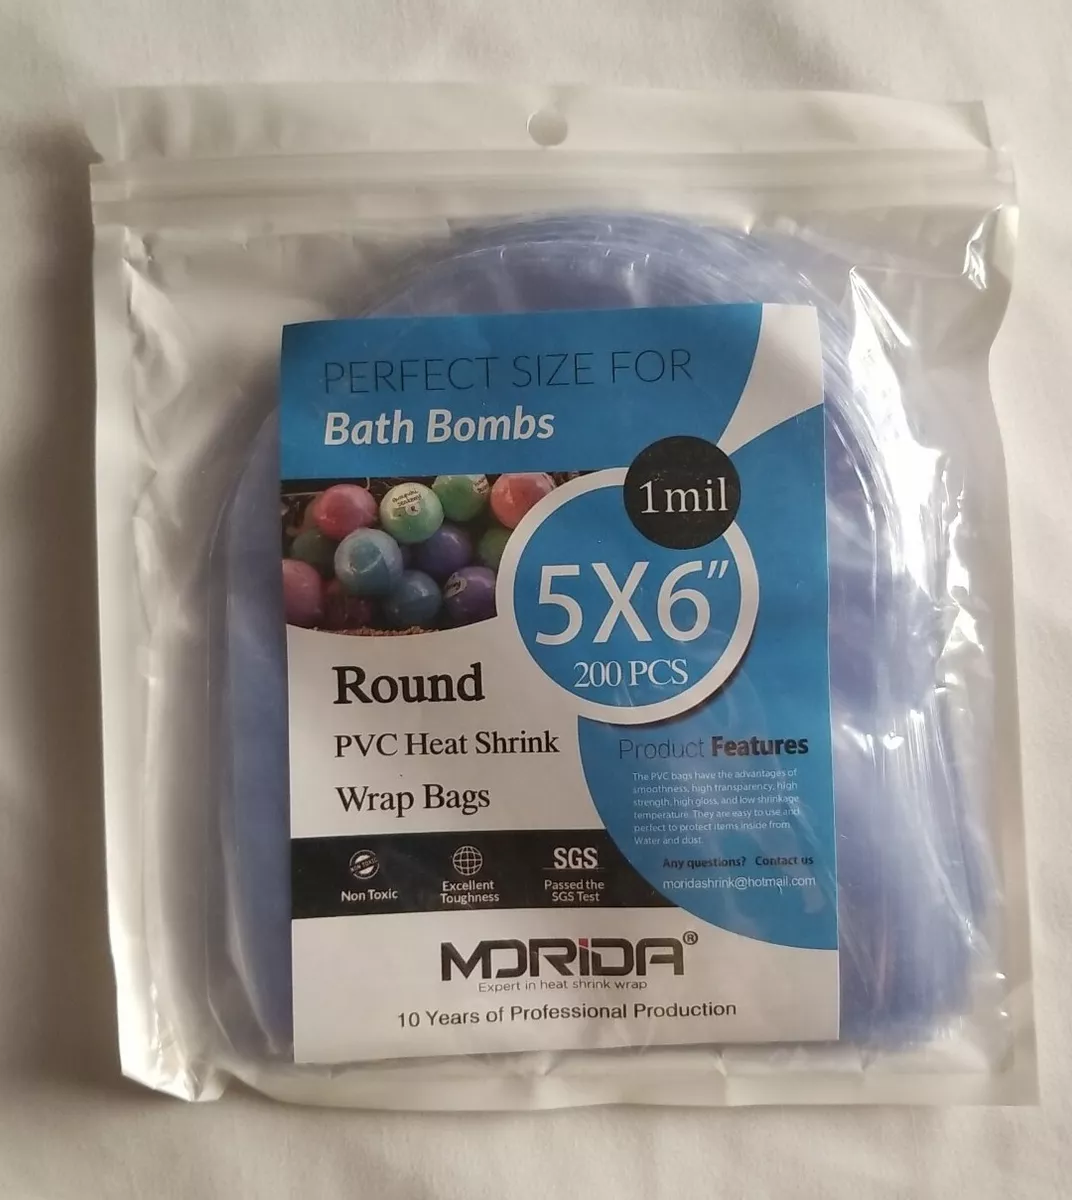 PERFECT SIZE FOR
Bath Bombs
1mil
5X6”
200 PCS
Round
PVC Heat Shrink
Wrap Bags
Product Features
The PVC bags have the advantages of
smoothness, high transparency, high
strength, high gloss, and low shrinkage
temperature. They are easy to use and
perfect to protect items inside from
Water and dust.
Any questions? Contact us
moridashrink@hotmail.com
NON TOXIC
Non Toxic
Excellent
Toughness
SGS
Passed the
SGS Test
MORIDA®
Expert in heat shrink wrap
10 Years of Professional Production